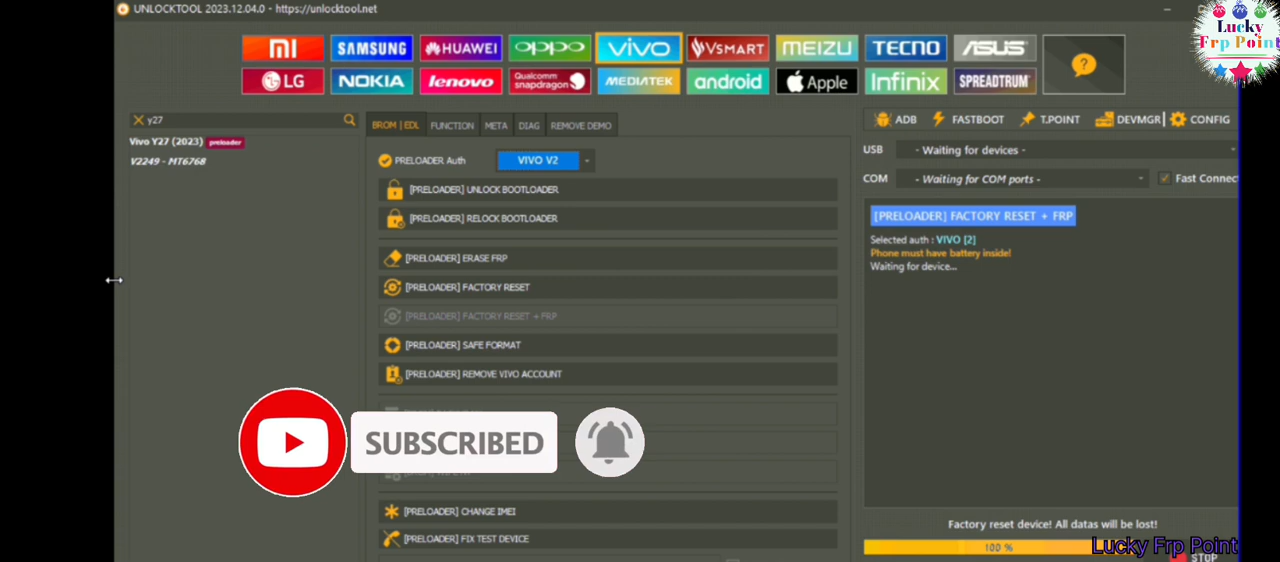 UNLOCKTOOL 2023.12.04.0 - https://unlocktool.net
Lucky
Frp Point
MI SAMSUNG HUAWEI oppo vivo VSMART MEIZU TECNO ASUS
LG NOKIA lenovo Qualcomm snapdragon MEDIATEK android Apple Infinix SPREADTRUM
?
y27
Vivo Y27 (2023) preloader
V2249 - MT6768
BROM | EDL FUNCTION META DIAG REMOVE DEMO
PRELOADER Auth VIVO V2
[PRELOADER] UNLOCK BOOTLOADER
[PRELOADER] RELOCK BOOTLOADER
[PRELOADER] ERASE FRP
[PRELOADER] FACTORY RESET
[PRELOADER] FACTORY RESET + FRP
[PRELOADER] SAFE FORMAT
[PRELOADER] REMOVE VIVO ACCOUNT
SUBSCRIBED
[PRELOADER] CHANGE IMEI
[PRELOADER] FIX TEST DEVICE
ADB FASTBOOT T.POINT DEVMGR CONFIG
USB - Waiting for devices -
COM - Waiting for COM ports - Fast Connec
[PRELOADER] FACTORY RESET + FRP
Selected auth : VIVO [2]
Phone must have battery inside!
Waiting for device...
Factory reset device! All datas will be lost!
100 %
Lucky Frp Point
STOP